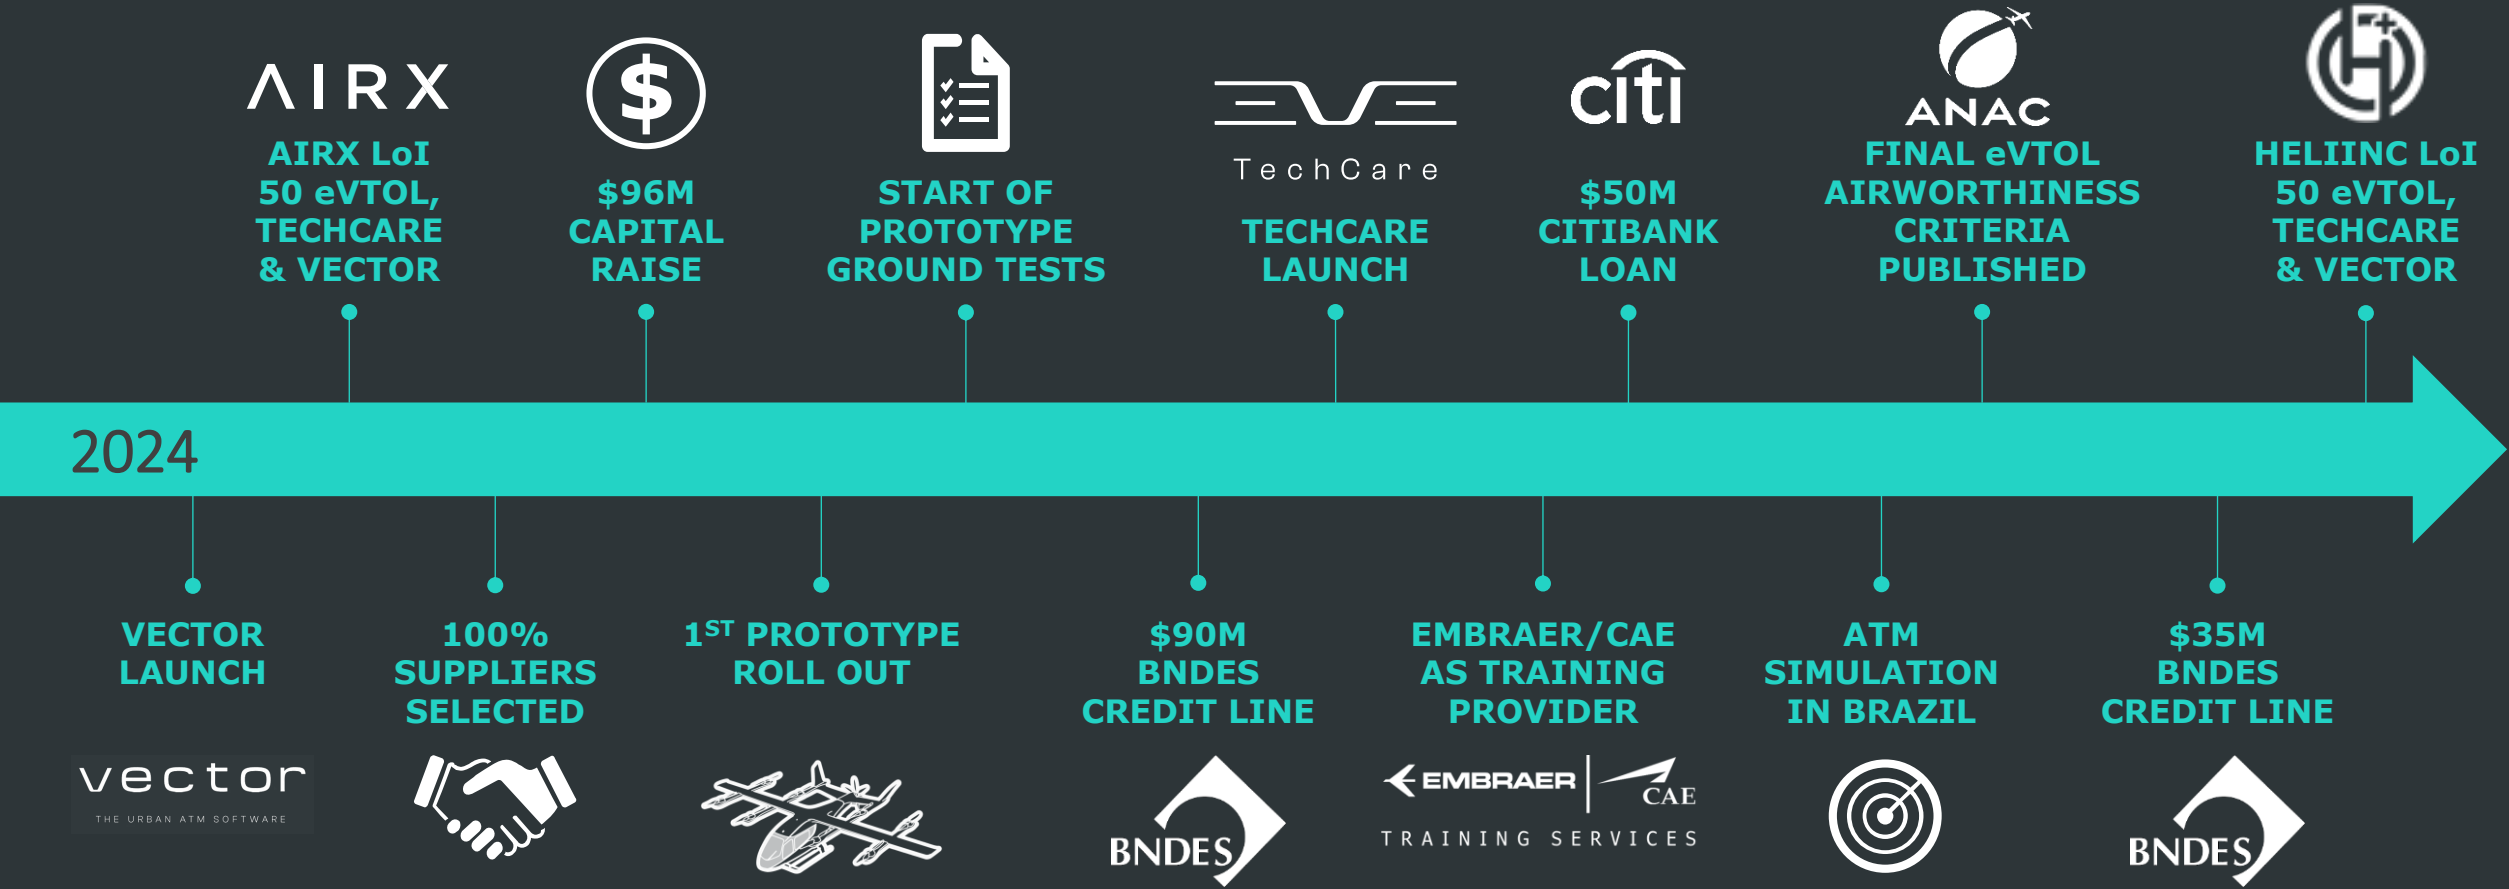 AIRX
AIRX LoI
50 eVTOL,
TECHCARE
& VECTOR
$
$96M
CAPITAL
RAISE
START OF
PROTOTYPE
GROUND TESTS
EVE
TechCare
TECHCARE
LAUNCH
citi
$50M
CITIBANK
LOAN
ANAC
FINAL eVTOL
AIRWORTHINESS
CRITERIA
PUBLISHED
HELIINC LoI
50 eVTOL,
TECHCARE
& VECTOR
2024
VECTOR
LAUNCH
vector
THE URBAN ATM SOFTWARE
100%
SUPPLIERS
SELECTED
1ST PROTOTYPE
ROLL OUT
$90M
BNDES
CREDIT LINE
BNDES
EMBRAER/CAE
AS TRAINING
PROVIDER
EMBRAER | CAE
TRAINING SERVICES
ATM
SIMULATION
IN BRAZIL
$35M
BNDES
CREDIT LINE
BNDES